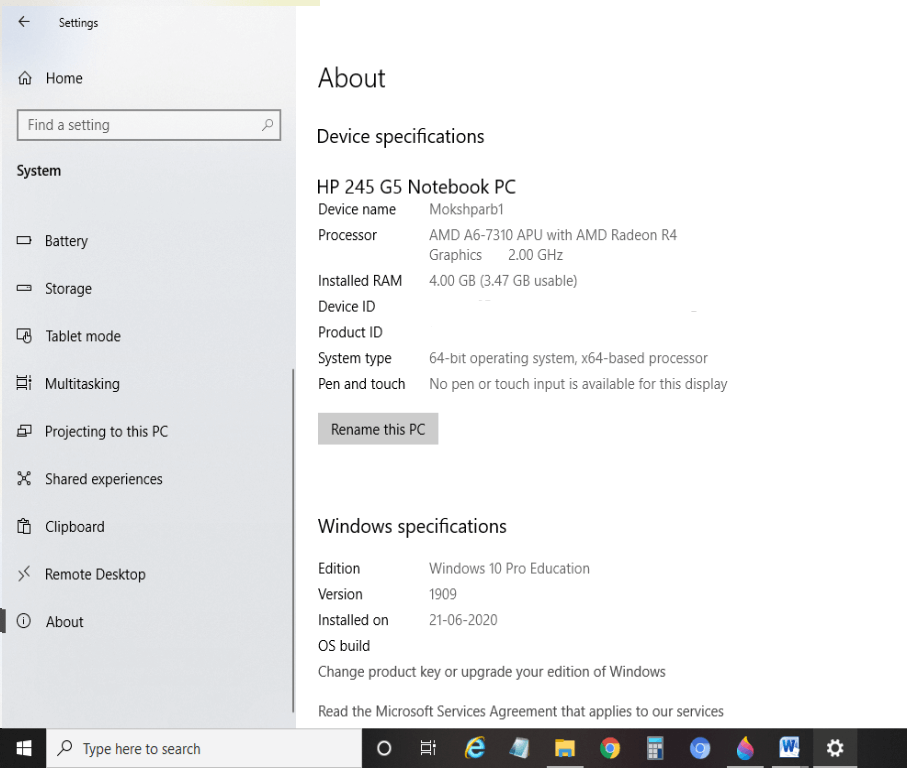 Settings
Home
Find a setting
System
Battery
Storage
Tablet mode
Multitasking
Projecting to this PC
Shared experiences
Clipboard
Remote Desktop
About
About
Device specifications
HP 245 G5 Notebook PC
Device name Mokshparb1
Processor AMD A6-7310 APU with AMD Radeon R4
Graphics 2.00 GHz
Installed RAM 4.00 GB (3.47 GB usable)
Device ID
Product ID
System type 64-bit operating system, x64-based processor
Pen and touch No pen or touch input is available for this display
Rename this PC
Windows specifications
Edition Windows 10 Pro Education
Version 1909
Installed on 21-06-2020
OS build
Change product key or upgrade your edition of Windows
Read the Microsoft Services Agreement that applies to our services
Type here to search